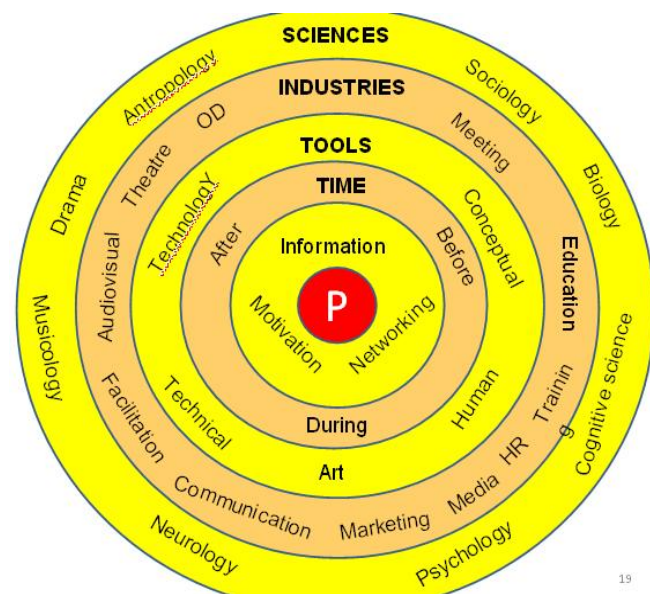 SCIENCES
Antropology
Sociology
Drama
Biology
Musicology
Cognitive science
Neurology
Psychology
INDUSTRIES
OD
Meeting
Theatre
Education
Audiovisual
Training
Facilitation
HR
Communication
Media
Marketing
TOOLS
TechnologY
Conceptual
Technical
Human
Art
TIME
After
Before
During
Information
Motivation
Networking
P
19